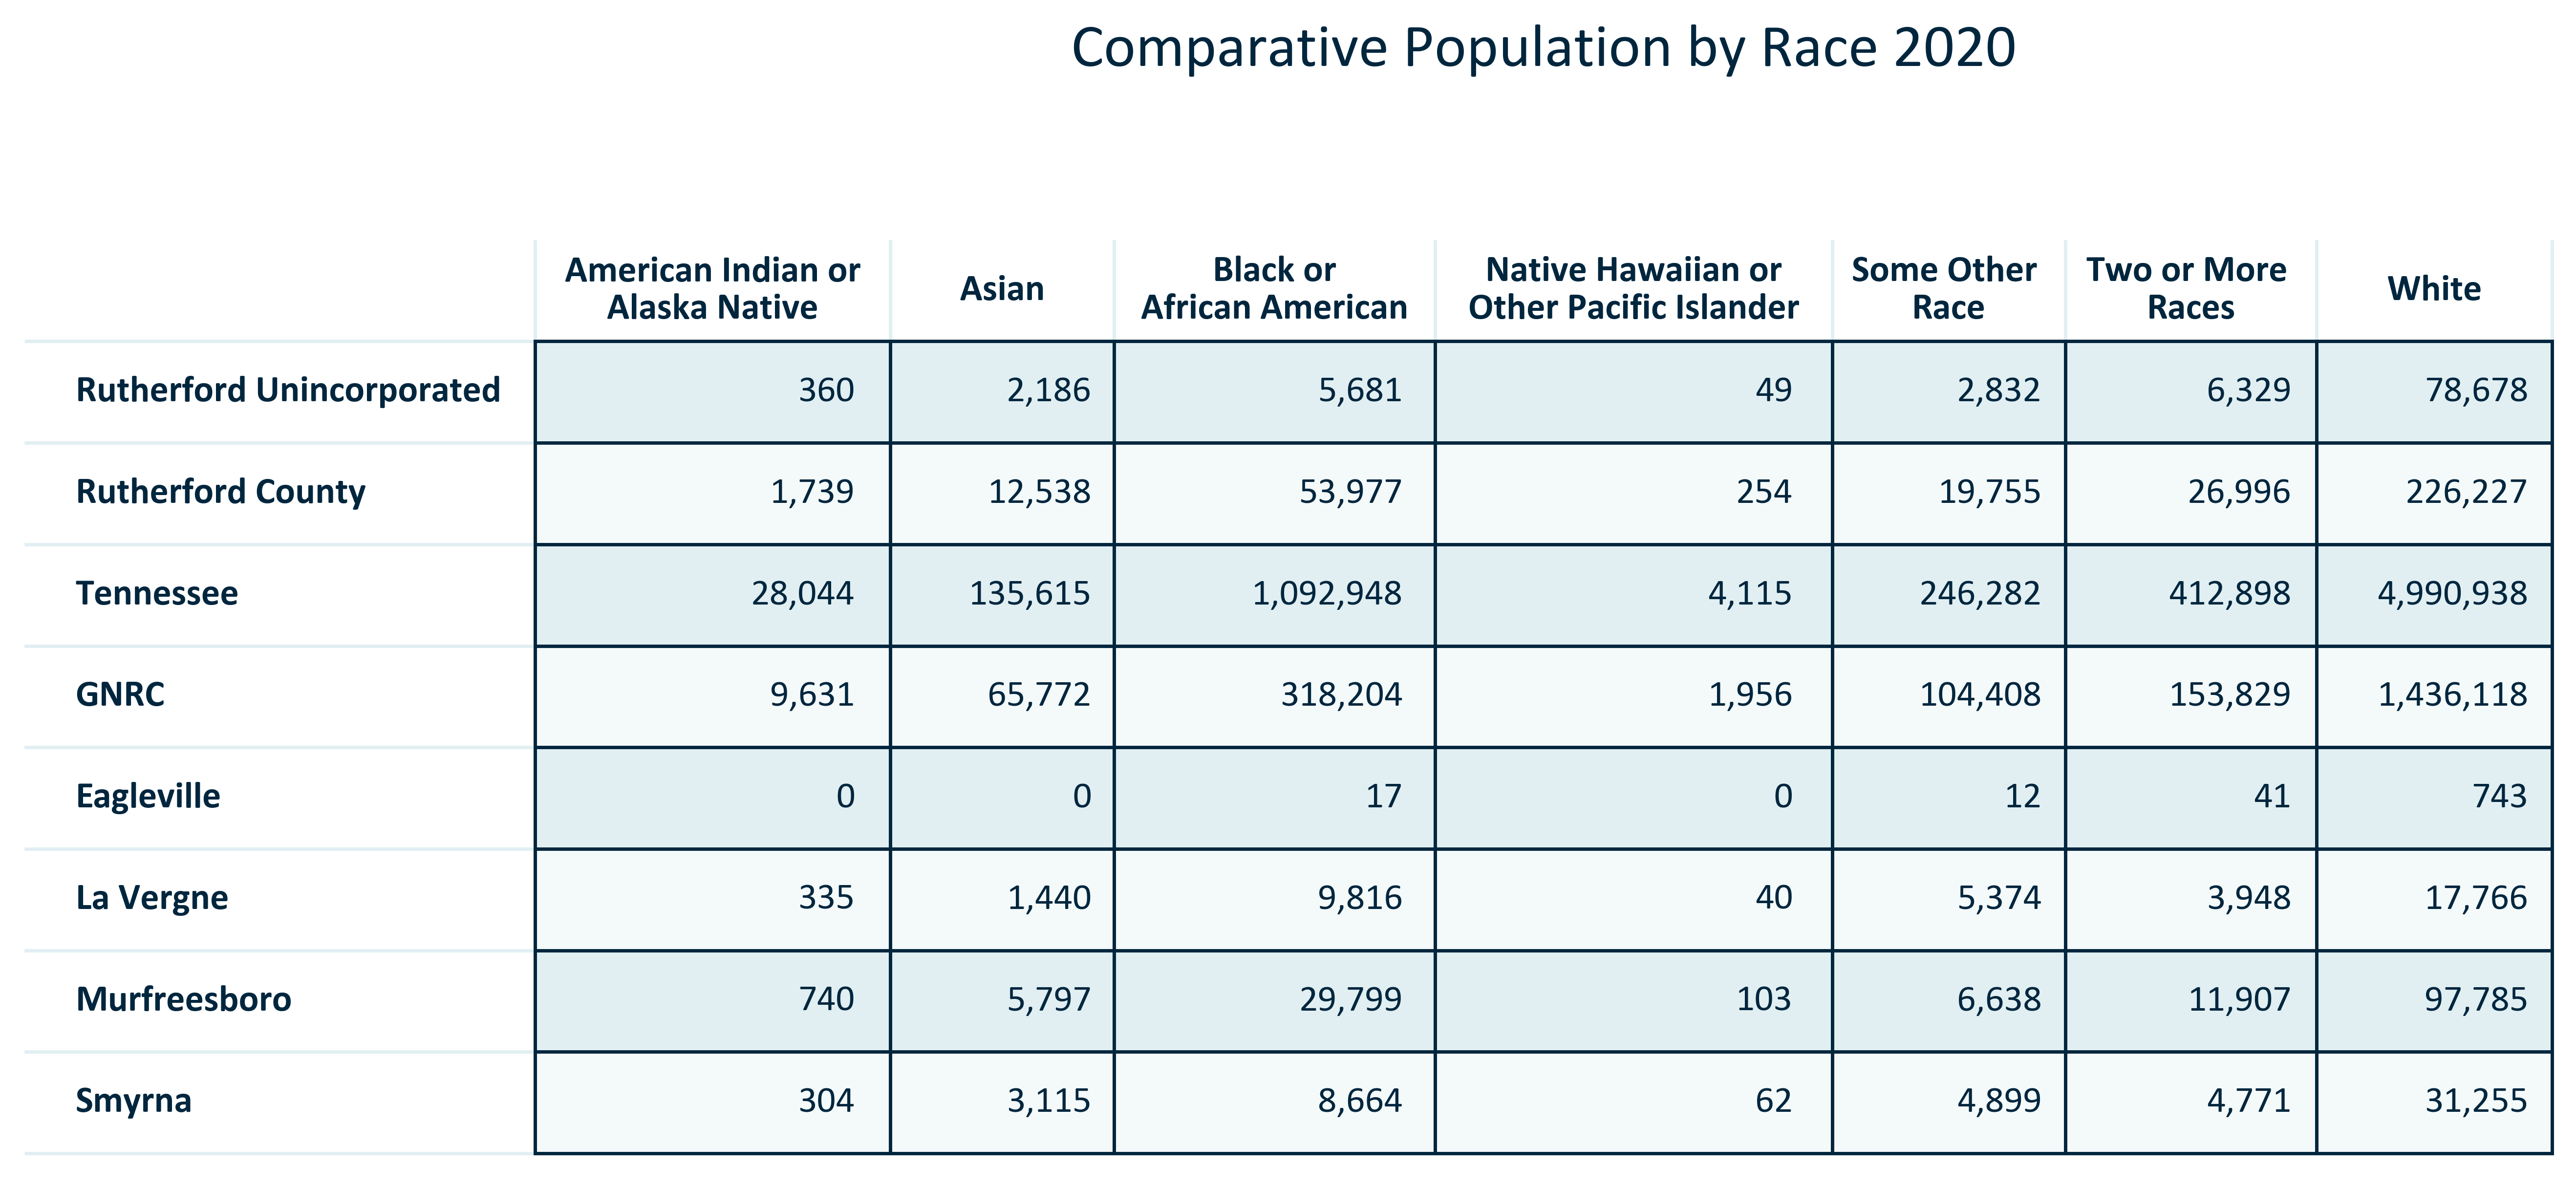 Comparative Population by Race 2020
American Indian or Alaska Native Asian Black or African American Native Hawaiian or Other Pacific Islander Some Other Race Two or More Races White
Rutherford Unincorporated 360 2,186 5,681 49 2,832 6,329 78,678
Rutherford County 1,739 12,538 53,977 254 19,755 26,996 226,227
Tennessee 28,044 135,615 1,092,948 4,115 246,282 412,898 4,990,938
GNRC 9,631 65,772 318,204 1,956 104,408 153,829 1,436,118
Eagleville 0 0 17 0 12 41 743
La Vergne 335 1,440 9,816 40 5,374 3,948 17,766
Murfreesboro 740 5,797 29,799 103 6,638 11,907 97,785
Smyrna 304 3,115 8,664 62 4,899 4,771 31,255